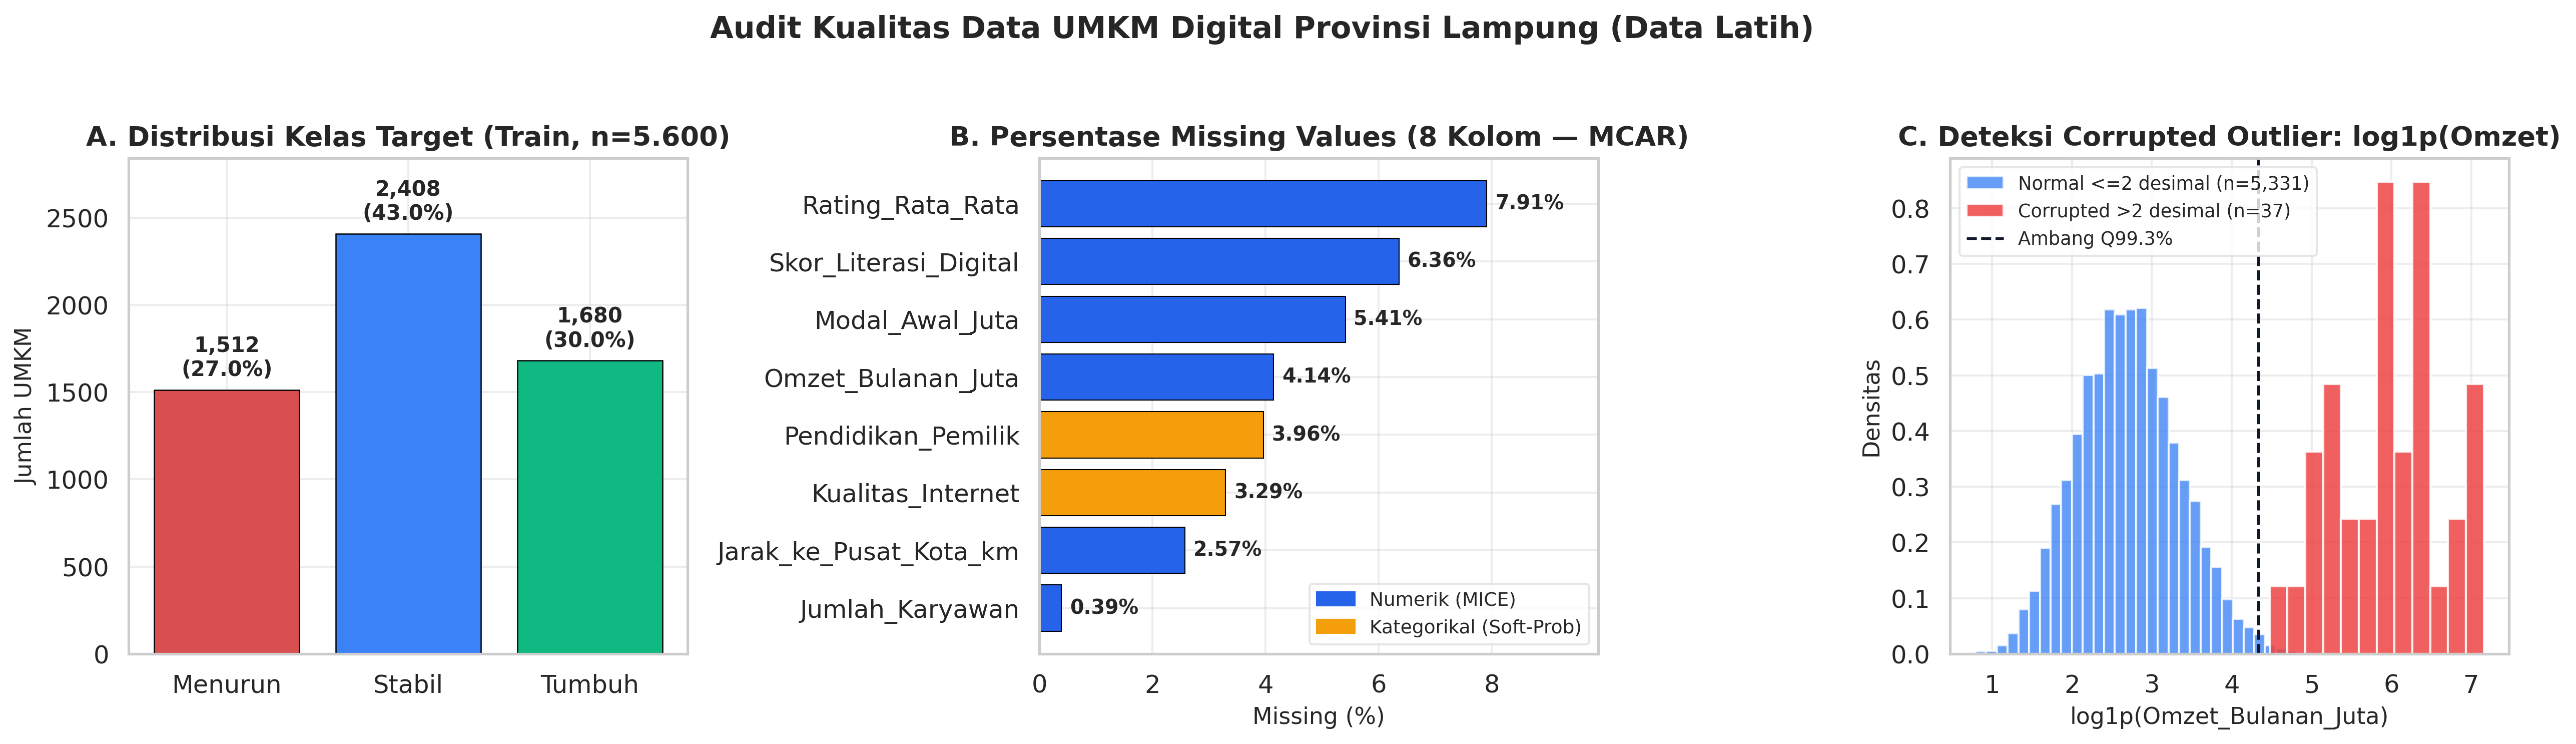 Audit Kualitas Data UMKM Digital Provinsi Lampung (Data Latih)
A. Distribusi Kelas Target (Train, n=5.600)
Jumlah UMKM
2500
2000
1500
1000
500
0
1,512
(27.0%)
2,408
(43.0%)
1,680
(30.0%)
Menurun
Stabil
Tumbuh
B. Persentase Missing Values (8 Kolom — MCAR)
Rating_Rata_Rata
7.91%
Skor_Literasi_Digital
6.36%
Modal_Awal_Juta
5.41%
Omzet_Bulanan_Juta
4.14%
Pendidikan_Pemilik
3.96%
Kualitas_Internet
3.29%
Jarak_ke_Pusat_Kota_km
2.57%
Jumlah_Karyawan
0.39%
Numerik (MICE)
Kategorikal (Soft-Prob)
0 2 4 6 8
Missing (%)
C. Deteksi Corrupted Outlier: log1p(Omzet)
Normal <=2 desimal (n=5,331)
Corrupted >2 desimal (n=37)
Ambang Q99.3%
Densitas
0.8
0.7
0.6
0.5
0.4
0.3
0.2
0.1
0.0
1 2 3 4 5 6 7
log1p(Omzet_Bulanan_Juta)